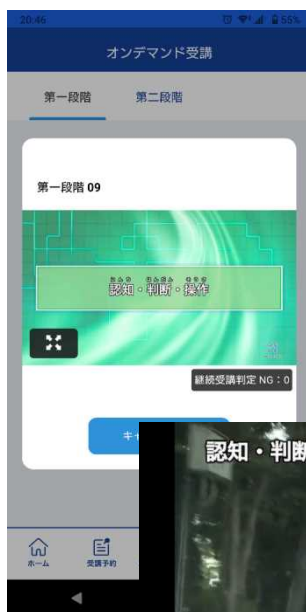 20:46
55%
オンデマンド受講
第一段階
第二段階
第一段階 09
にんち はんだん そうさ
認知・判断・操作
継続受講判定 NG:0
キャ
認知・判断
ホーム
受講予約